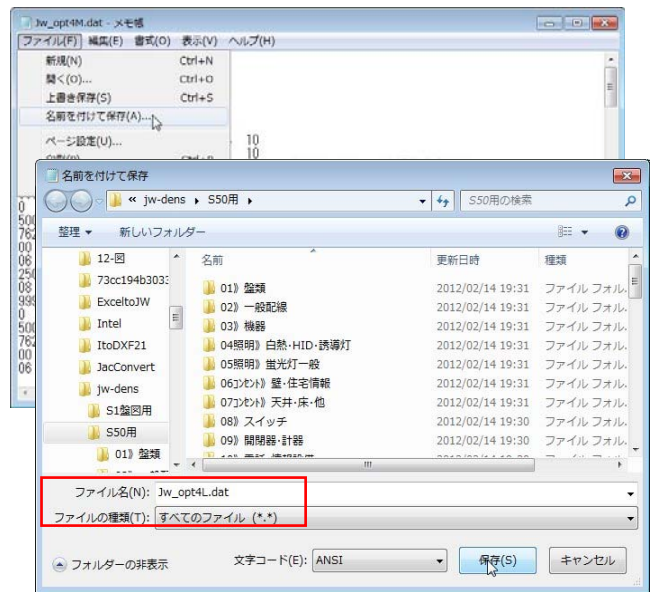 Jw_opt4M.dat - メモ帳
ファイル(F) 編集(E) 書式(O) 表示(V) ヘルプ(H)
新規(N) Ctrl+N
開く(O)... Ctrl+O
上書き保存(S) Ctrl+S
名前を付けて保存(A)...
ページ設定(U)...
10
10
0
500
762
00
06
250
08
999
0
500
762
00
06
名前を付けて保存
« jw-dens ▸ S50用 ▸
S50用の検索
整理 ▼ 新しいフォルダー
名前 更新日時 種類
12-図
73cc194b3033
ExceltoJW
Intel
ItoDXF21
JacConvert
jw-dens
S1盤図用
S50用
01》盤類
01》盤類 2012/02/14 19:31 ファイル フォル
02》一般配線 2012/02/14 19:31 ファイル フォル
03》機器 2012/02/14 19:31 ファイル フォル
04照明》白熱・HID・誘導灯 2012/02/14 19:31 ファイル フォル
05照明》蛍光灯一般 2012/02/14 19:31 ファイル フォル
06コンセント》壁・住宅情報 2012/02/14 19:31 ファイル フォル
07コンセント》天井・床・他 2012/02/14 19:31 ファイル フォル
08》スイッチ 2012/02/14 19:30 ファイル フォル
09》開閉器・計器 2012/02/14 19:30 ファイル フォル
ファイル名(N): Jw_opt4L.dat
ファイルの種類(T): すべてのファイル (*.*)
フォルダーの非表示
文字コード(E): ANSI
保存(S)
キャンセル